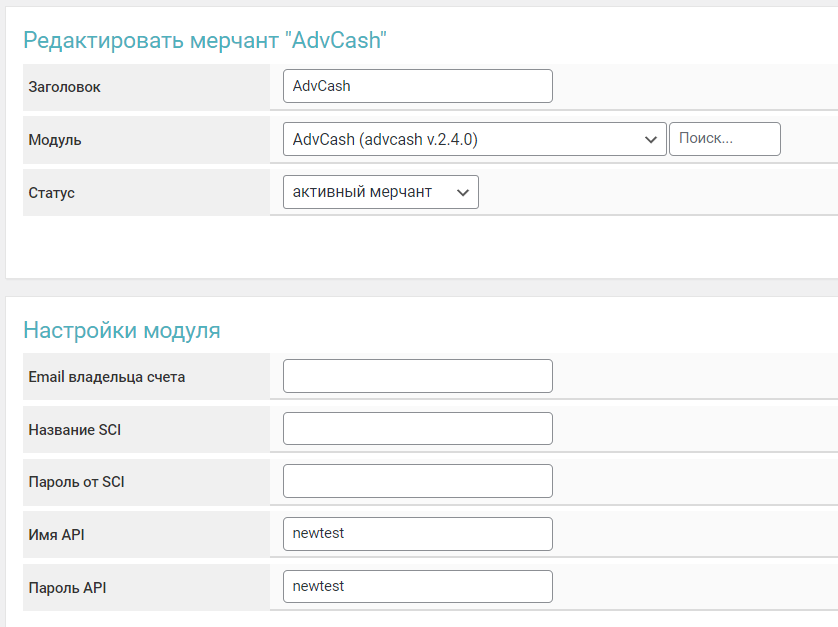 Редактировать мерчант "AdvCash"
Заголовок AdvCash
Модуль AdvCash (advcash v.2.4.0) Поиск...
Статус активный мерчант
Настройки модуля
Email владельца счета
Название SCI
Пароль от SCI
Имя API newtest
Пароль API newtest